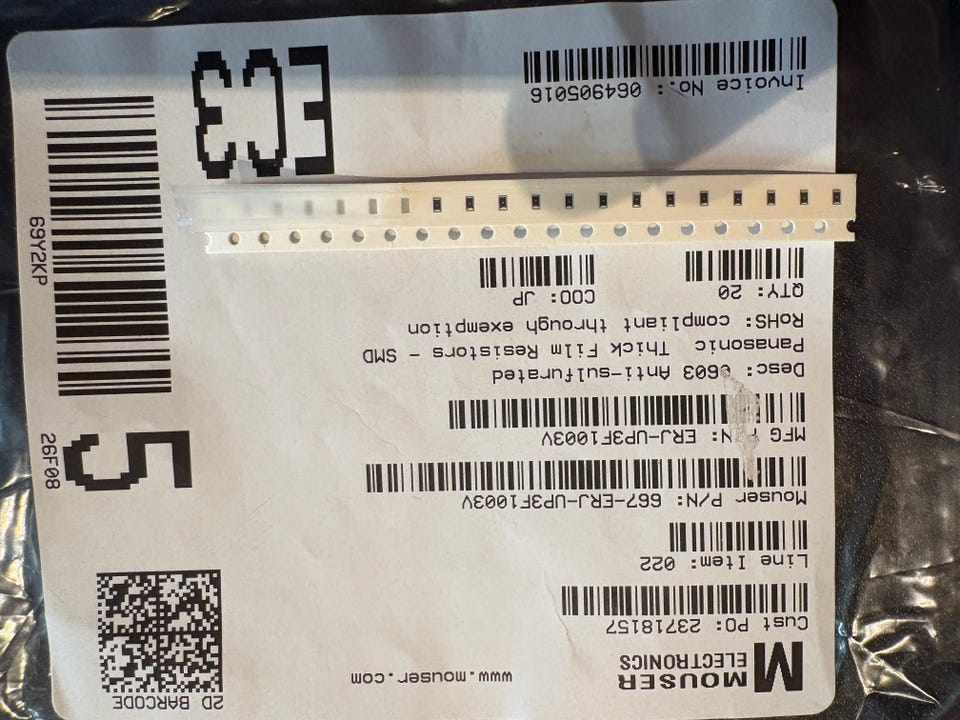 MOUSER
ELECTRONICS
www.mouser.com
2D BARCODE
Cust PO: 23718157
Line Item: 022
Mouser P/N: 667-ERJ-UP3F1003V
MFG P/N: ERJ-UP3F1003V
Desc: 0603 Anti-sulfurated
Panasonic Thick Film Resistors - SMD
RoHS: compliant through exemption
QTY: 20
COO: JP
Invoice No.: 064905016
EC3
5
26F08
69Y2KP